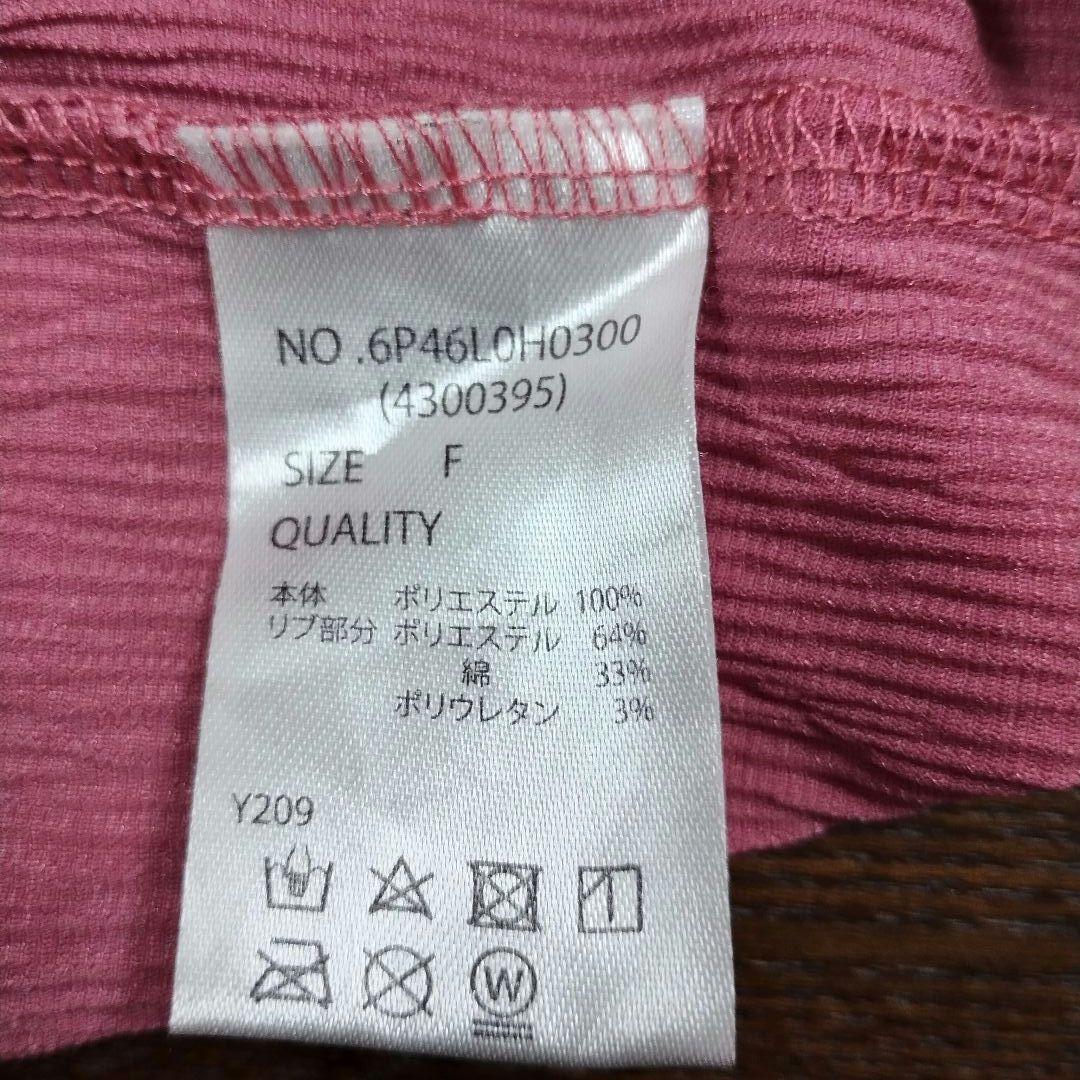 NO .6P46L0H0300
(4300395)
SIZE F
QUALITY
本体 ポリエステル 100%
リブ部分 ポリエステル 64%
綿 33%
ポリウレタン 3%
Y209
W